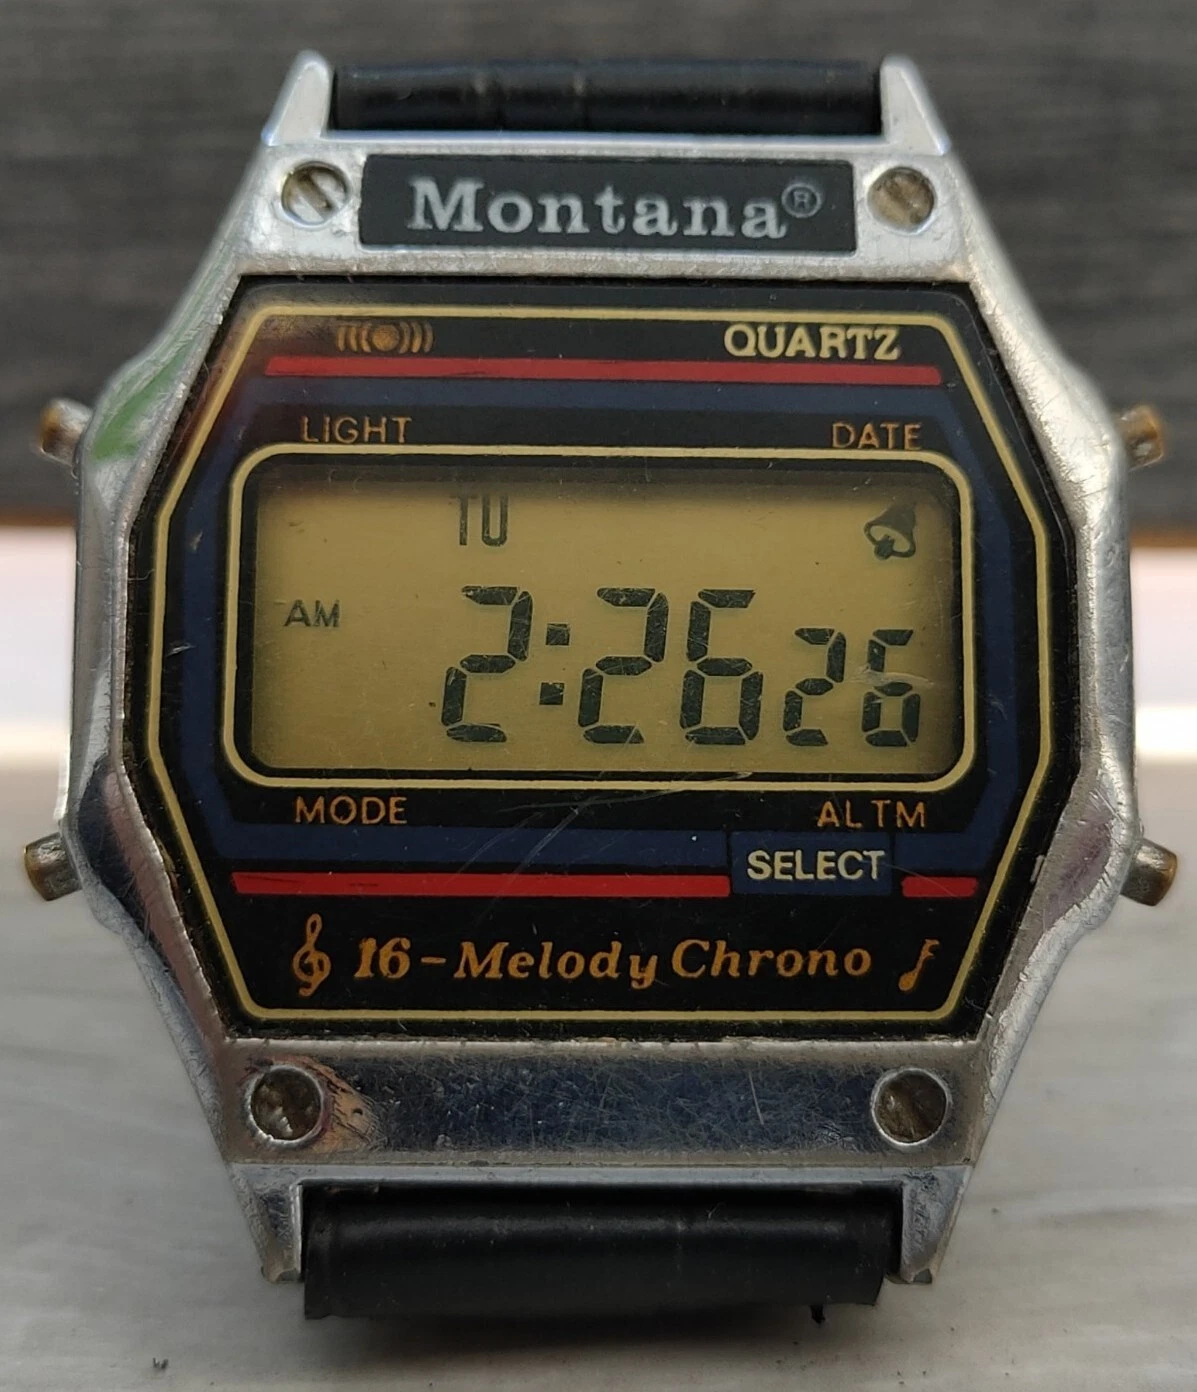 Montana®
QUARTZ
LIGHT DATE
TU
AM 2:26 26
MODE ALTM
SELECT
16-Melody Chrono